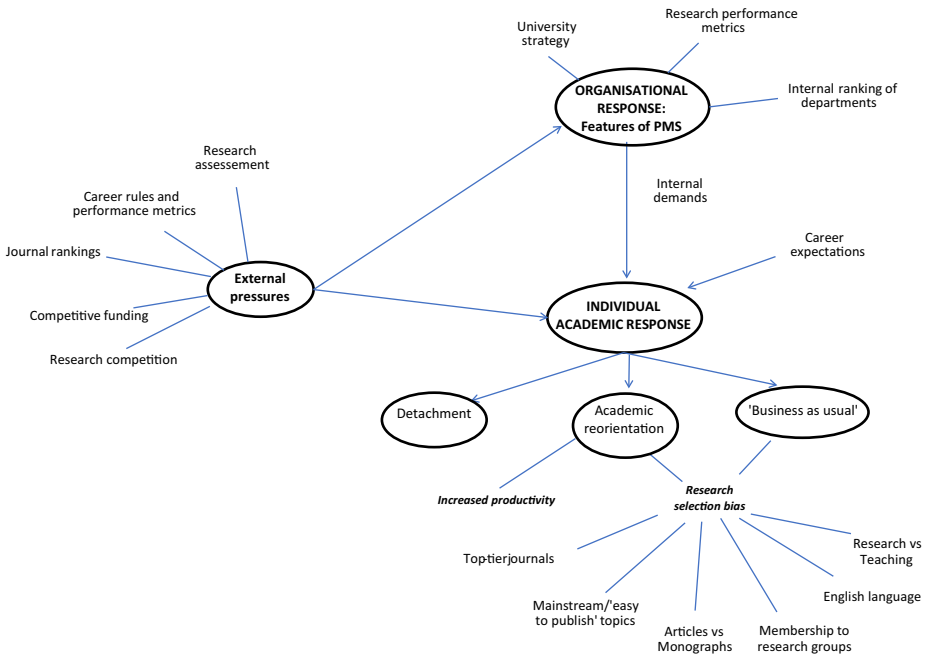 University
strategy
Research performance
metrics
ORGANISATIONAL
RESPONSE:
Features of PMS
Internal ranking of
departments
Research
assessement
Career rules and
performance metrics
Journal rankings
External
pressures
Competitive funding
Research competition
Internal
demands
Career
expectations
INDIVIDUAL
ACADEMIC RESPONSE
Detachment
Academic
reorientation
'Business as usual'
Increased productivity
Research
selection bias
Top-tierjournals
Mainstream/'easy
to publish' topics
Articles vs
Monographs
Membership to
research groups
English language
Research vs
Teaching